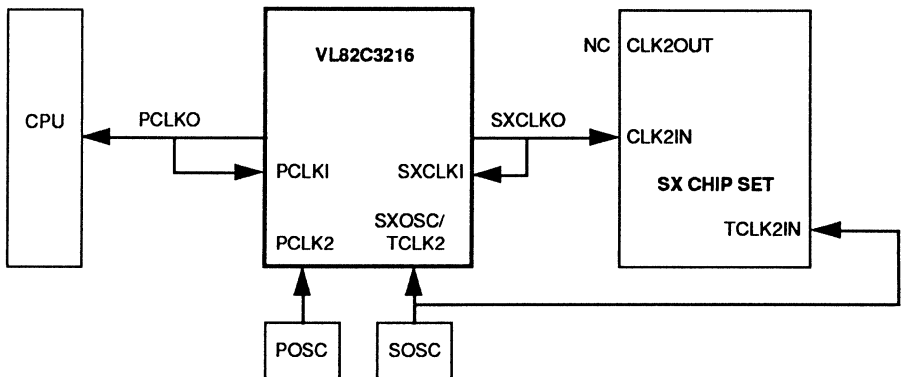 VL82C3216
NC CLK2OUT
CPU
PCLKO
SXCLKO
CLK2IN
PCLKI
SXCLKI
SX CHIP SET
SXOSC/
TCLK2
PCLK2
TCLK2IN
POSC
SOSC